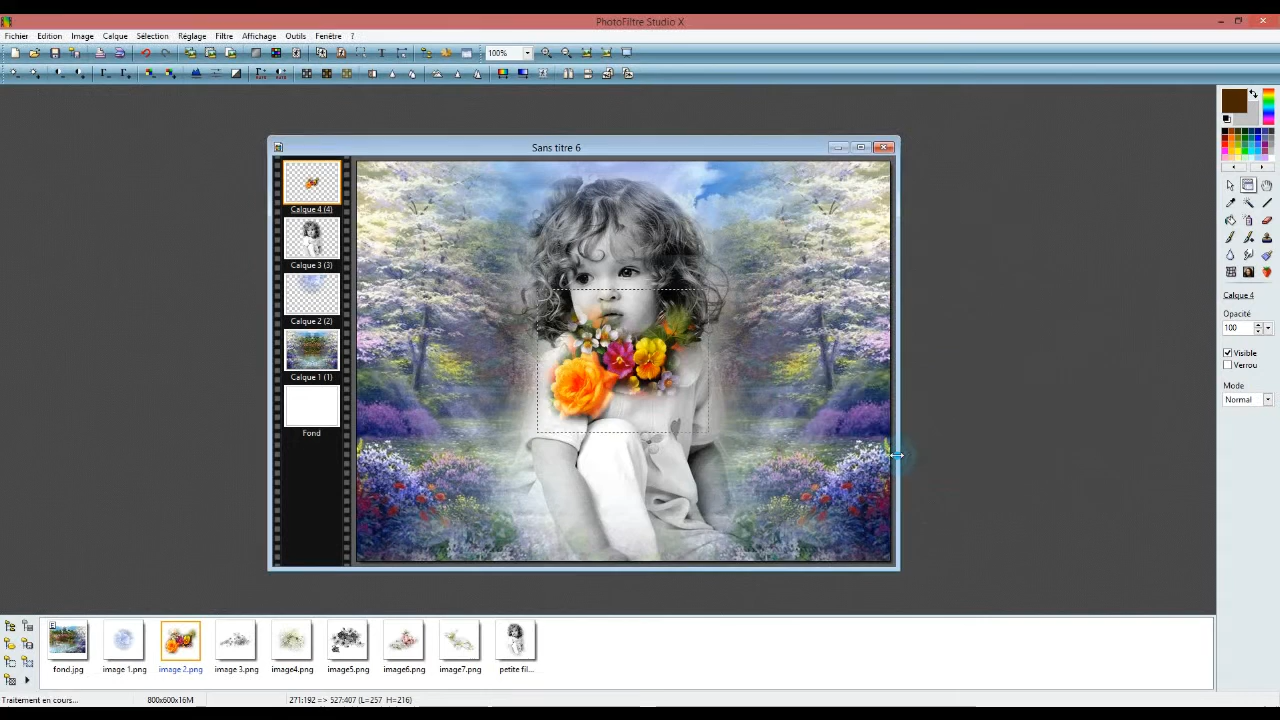 PhotoFiltre Studio X
Fichier Edition Image Calque Sélection Réglage Filtre Affichage Outils Fenêtre ?
100%
Sans titre 6
Calque 4 (4)
Calque 3 (3)
Calque 2 (2)
Calque 1 (1)
Fond
Calque 4
Opacité
100
Visible
Verrou
Mode
Normal
fond.jpg image 1.png image 2.png image 3.png image4.png image5.png image6.png image7.png petite fil...
Traitement en cours... 800x600x16M 271:192 => 527:407 (L=257 H=216)